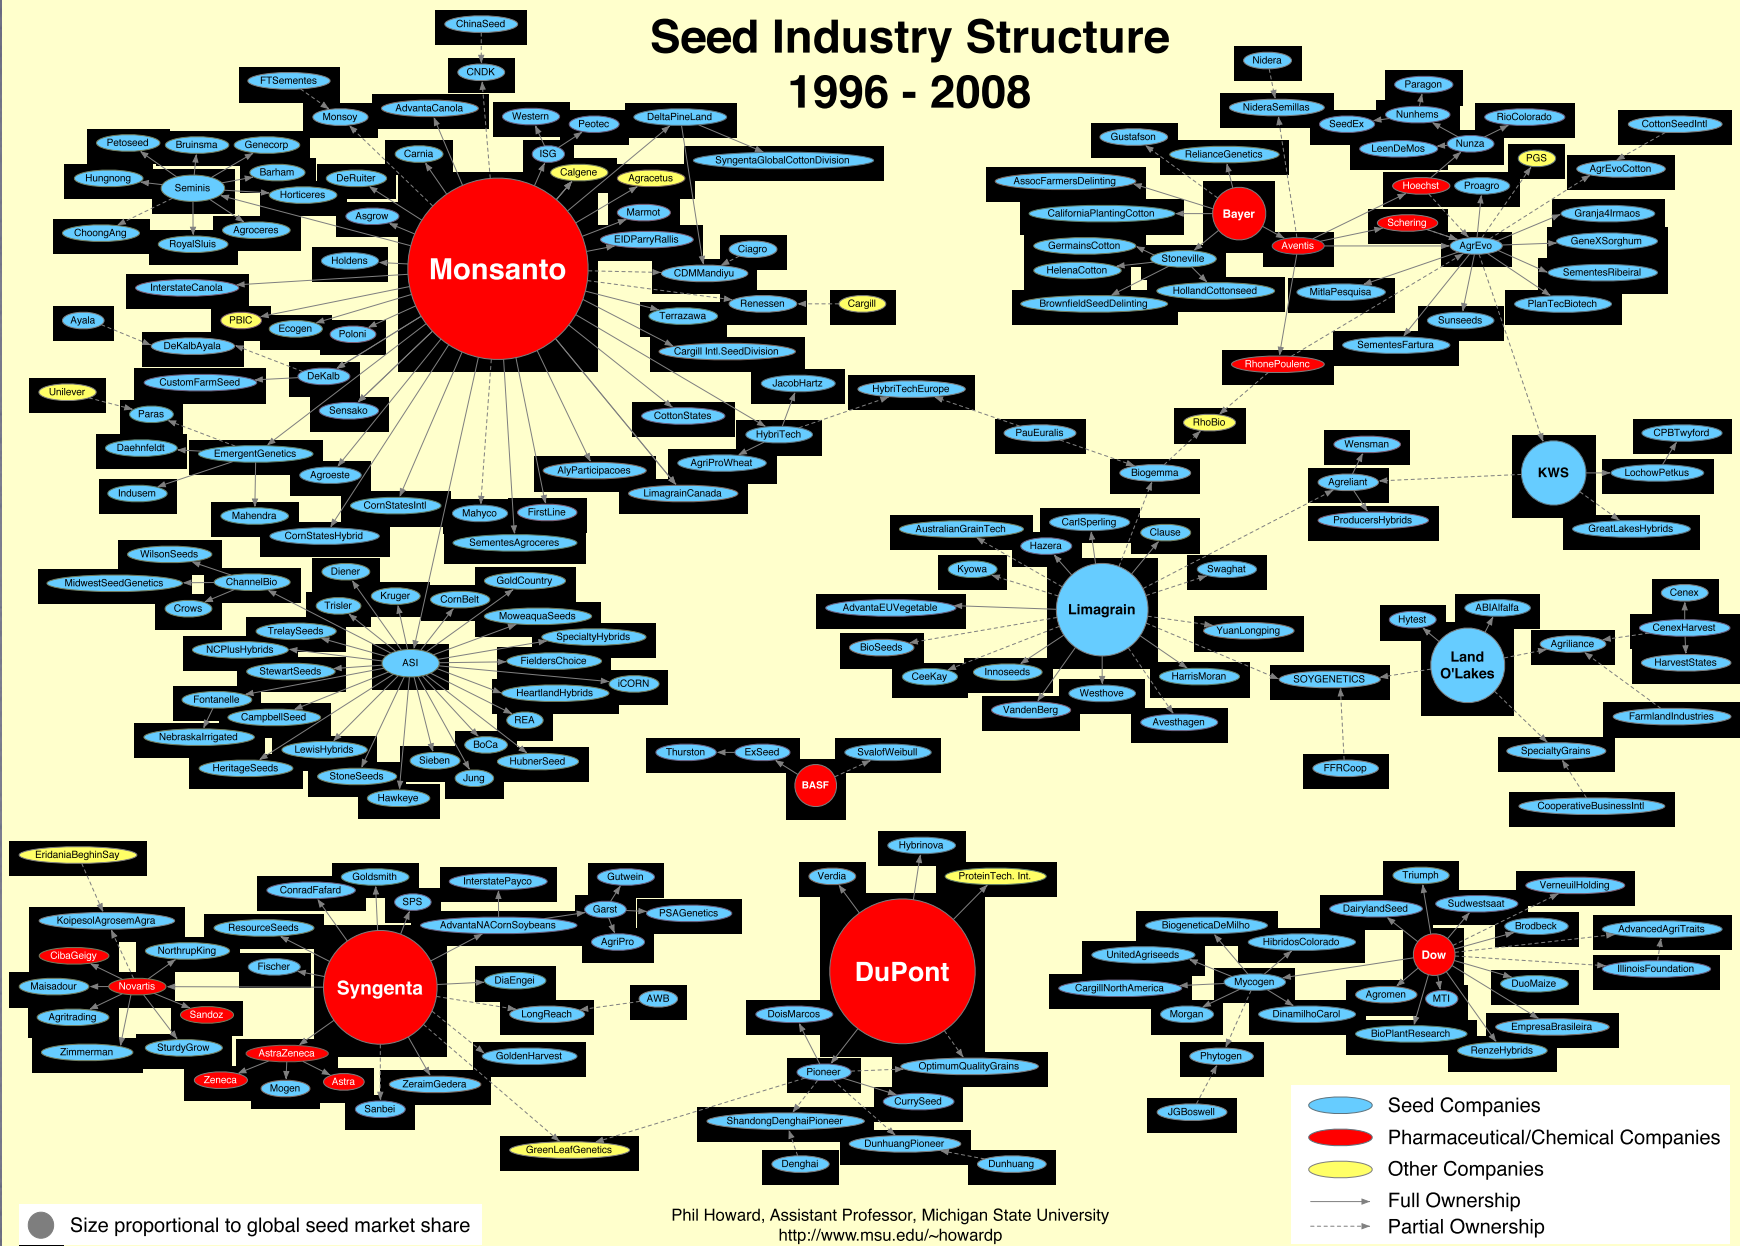 Seed Industry Structure
1996 - 2008
ChinaSeed
CNDK
FTSementes
Monsoy
AdvantaCanola
Western
Peotec
DeltaPineLand
ISG
SyngentaGlobalCottonDivision
Carnia
Calgene
Agracetus
DeRuiter
Marmot
Asgrow
EIDParryRallis
Ciagro
Holdens
CDMMandiyu
InterstateCanola
Renessen
Cargill
PBIC
Ecogen
Poloni
Terrazawa
Cargill Intl.SeedDivision
Monsanto
Petoseed
Bruinsma
Genecorp
Hungnong
Seminis
Barham
Horticeres
ChoongAng
RoyalSluis
Agroceres
Ayala
DeKalbAyala
CustomFarmSeed
DeKalb
Unilever
Paras
Sensako
Daehnfeldt
EmergentGenetics
Indusem
Agroeste
Mahendra
CornStatesIntl
CornStatesHybrid
Mahyco
FirstLine
SementesAgroceres
AlyParticipacoes
LimagrainCanada
CottonStates
JacobHartz
HybriTech
AgriProWheat
HybriTechEurope
PauEuralis
WilsonSeeds
MidwestSeedGenetics
ChannelBio
Crows
Diener
Trisler
Kruger
CornBelt
GoldCountry
MoweaquaSeeds
TrelaySeeds
SpecialtyHybrids
NCPlusHybrids
ASI
FieldersChoice
StewartSeeds
iCORN
HeartlandHybrids
Fontanelle
CampbellSeed
REA
NebraskaIrrigated
LewisHybrids
BoCa
HeritageSeeds
StoneSeeds
Sieben
HubnerSeed
Jung
Hawkeye
Nidera
NideraSemillas
Gustafson
RelianceGenetics
AssocFarmersDelinting
CaliforniaPlantingCotton
Bayer
GermainsCotton
Stoneville
Aventis
HelenaCotton
HollandCottonseed
BrownfieldSeedDelinting
Paragon
SeedEx
Nunhems
RioColorado
CottonSeedIntl
LeenDeMos
Nunza
PGS
AgrEvoCotton
Hoechst
Proagro
Schering
Granja4Irmaos
AgrEvo
GeneXSorghum
SementesRibeiral
MitlaPesquisa
PlanTecBiotech
Sunseeds
SementesFartura
RhonePoulenc
RhoBio
Biogemma
Wensman
Agreliant
ProducersHybrids
KWS
CPBTwyford
LochowPetkus
GreatLakesHybrids
AustralianGrainTech
CarlSperling
Clause
Hazera
Kyowa
Swaghat
AdvantaEUVegetable
Limagrain
YuanLongping
BioSeeds
CeeKay
Innoseeds
HarrisMoran
VandenBerg
Westhove
Avesthagen
SOYGENETICS
FFRCoop
Hytest
ABIAlfalfa
Land
O'Lakes
Agriliance
Cenex
CenexHarvest
HarvestStates
FarmlandIndustries
SpecialtyGrains
CooperativeBusinessIntl
Thurston
ExSeed
SvalofWeibull
BASF
EridaniaBeghinSay
KoipesolAgrosemAgra
CibaGeigy
NorthrupKing
Maisadour
Novartis
Agritrading
Sandoz
Zimmerman
SturdyGrow
ConradFafard
Goldsmith
SPS
InterstatePayco
Gutwein
ResourceSeeds
AdvantaNACornSoybeans
Garst
PSAGenetics
AgriPro
Fischer
Syngenta
DiaEngei
LongReach
AWB
GoldenHarvest
AstraZeneca
Zeneca
Mogen
Astra
ZeraimGedera
Sanbei
GreenLeafGenetics
Hybrinova
Verdia
ProteinTech. Int.
DuPont
DoisMarcos
Pioneer
OptimumQualityGrains
CurrySeed
ShandongDenghaiPioneer
DunhuangPioneer
Denghai
Dunhuang
Triumph
VerneuilHolding
DairylandSeed
Sudwestsaat
Brodbeck
AdvancedAgriTraits
BiogeneticaDeMilho
HibridosColorado
UnitedAgriseeds
Dow
IllinoisFoundation
CargillNorthAmerica
Mycogen
DuoMaize
Agromen
MTI
Morgan
DinamilhoCarol
BioPlantResearch
EmpresaBrasileira
RenzeHybrids
Phytogen
JGBoswell
Seed Companies
Pharmaceutical/Chemical Companies
Other Companies
Full Ownership
Partial Ownership
Size proportional to global seed market share
Phil Howard, Assistant Professor, Michigan State University
http://www.msu.edu/~howardp